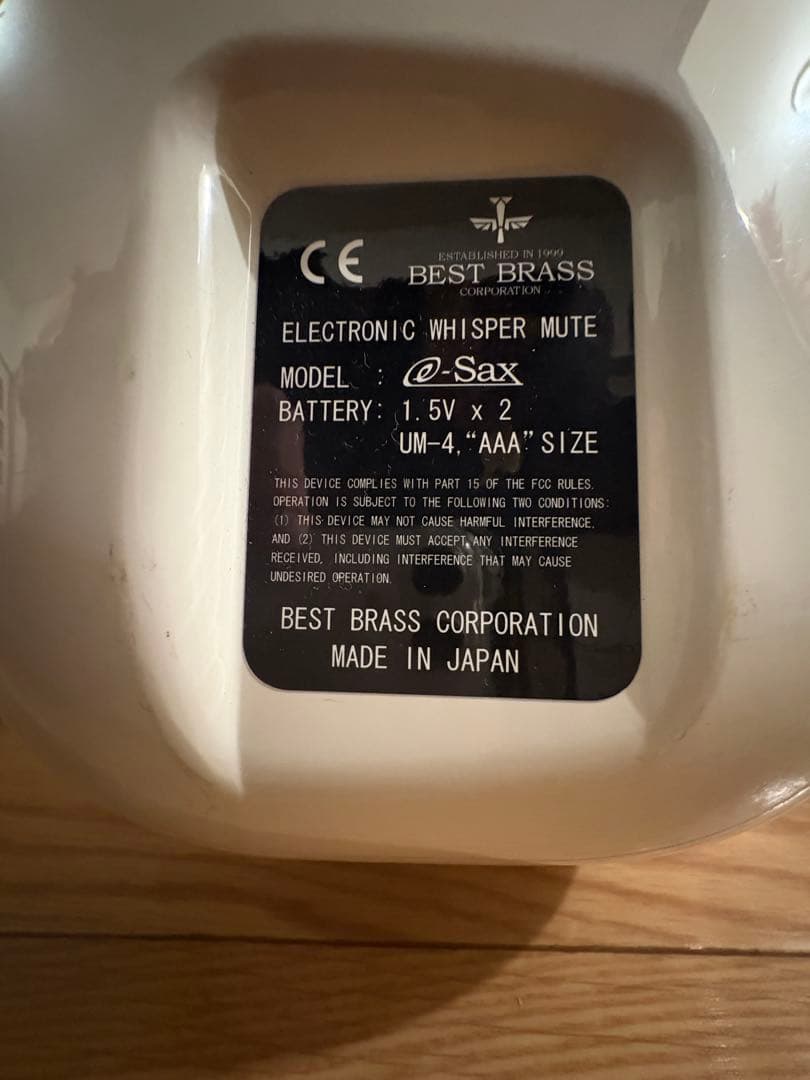 CE
ESTABLISHED IN 1999
BEST BRASS
CORPORATION
ELECTRONIC WHISPER MUTE
MODEL : e-Sax
BATTERY: 1.5V x 2
UM-4, "AAA" SIZE
THIS DEVICE COMPLIES WITH PART 15 OF THE FCC RULES.
OPERATION IS SUBJECT TO THE FOLLOWING TWO CONDITIONS:
(1) THIS DEVICE MAY NOT CAUSE HARMFUL INTERFERENCE,
AND (2) THIS DEVICE MUST ACCEPT ANY INTERFERENCE
RECEIVED, INCLUDING INTERFERENCE THAT MAY CAUSE
UNDESIRED OPERATION.
BEST BRASS CORPORATION
MADE IN JAPAN